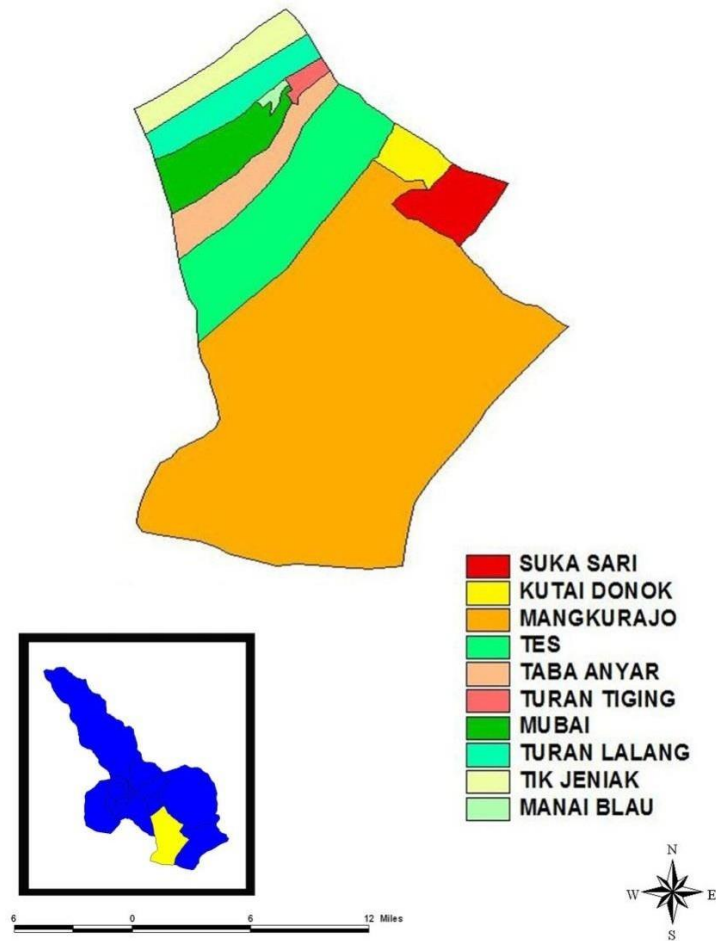 SUKA SARI
KUTAI DONOK
MANGKURAJO
TES
TABA ANYAR
TURAN TIGING
MUBAI
TURAN LALANG
TIK JENIAK
MANAI BLAU
N
W E
S
6 0 6 12 Miles